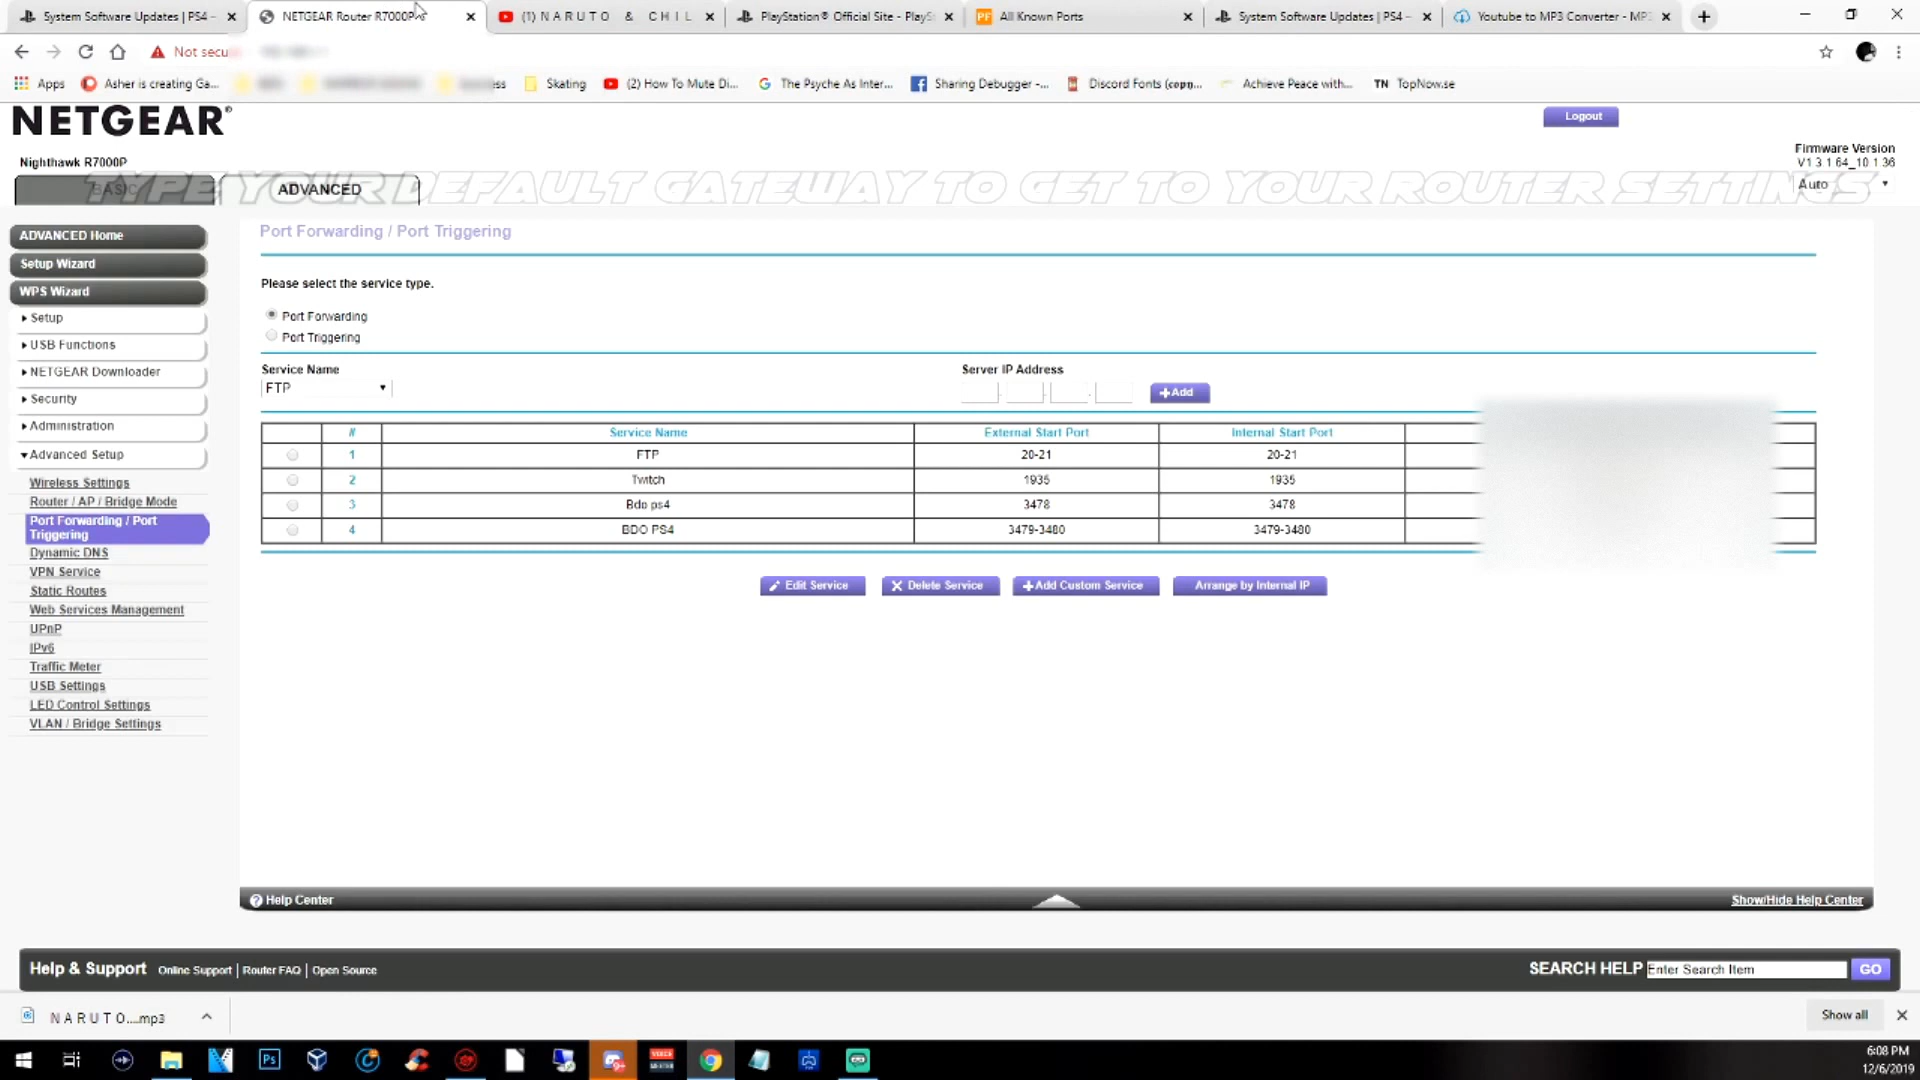 System Software Updates | PS4 -
NETGEAR Router R7000P
(1) N A R U T O & C H I L
PlayStation® Official Site - PlayS
All Known Ports
System Software Updates | PS4 -
Youtube to MP3 Converter - MP3
Not secu
Apps
Asher is creating Ga...
Skating
(2) How To Mute Di...
The Psyche As Inter...
Sharing Debugger -...
Discord Fonts (copy...
Achieve Peace with...
TN TopNow.se
NETGEAR®
Logout
Nighthawk R7000P
Firmware Version
V1.3.1.64_10.1.36
BASIC
ADVANCED
Auto
TYPE YOUR DEFAULT GATEWAY TO GET TO YOUR ROUTER SETTINGS
ADVANCED Home
Setup Wizard
WPS Wizard
Setup
USB Functions
NETGEAR Downloader
Security
Administration
Advanced Setup
Wireless Settings
Router / AP / Bridge Mode
Port Forwarding / Port
Triggering
Dynamic DNS
VPN Service
Static Routes
Web Services Management
UPnP
IPv6
Traffic Meter
USB Settings
LED Control Settings
VLAN / Bridge Settings
Port Forwarding / Port Triggering
Please select the service type.
Port Forwarding
Port Triggering
Service Name
FTP
Server IP Address
+Add
# Service Name External Start Port Internal Start Port
1 FTP 20-21 20-21
2 Twitch 1935 1935
3 Bdo ps4 3478 3478
4 BDO PS4 3479-3480 3479-3480
Edit Service
X Delete Service
+Add Custom Service
Arrange by Internal IP
? Help Center
Show/Hide Help Center
Help & Support Online Support | Router FAQ | Open Source
SEARCH HELP Enter Search Item GO
N A R U T O....mp3
Show all
Ps
6:08 PM
12/6/2019